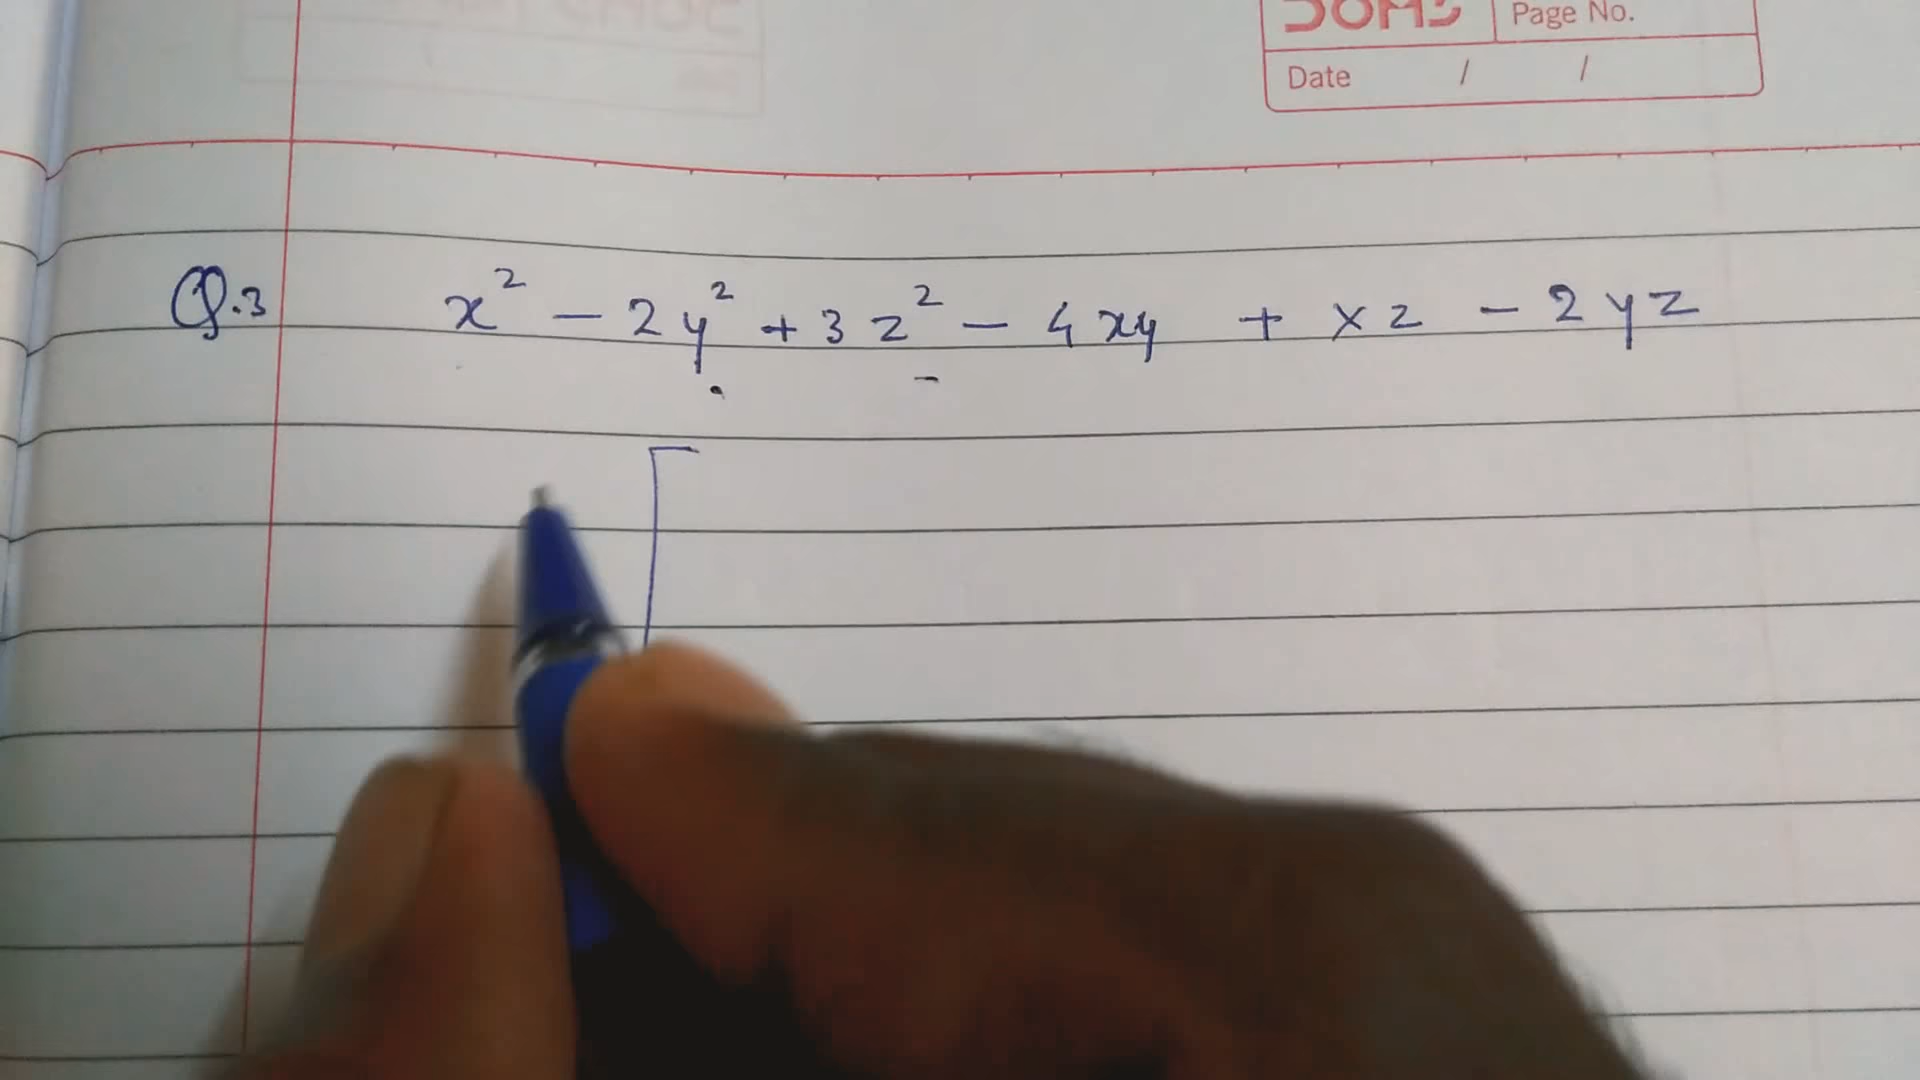 Page No.
Date / /
Q.3 x² - 2y² + 3z² - 4xy + xz - 2yz